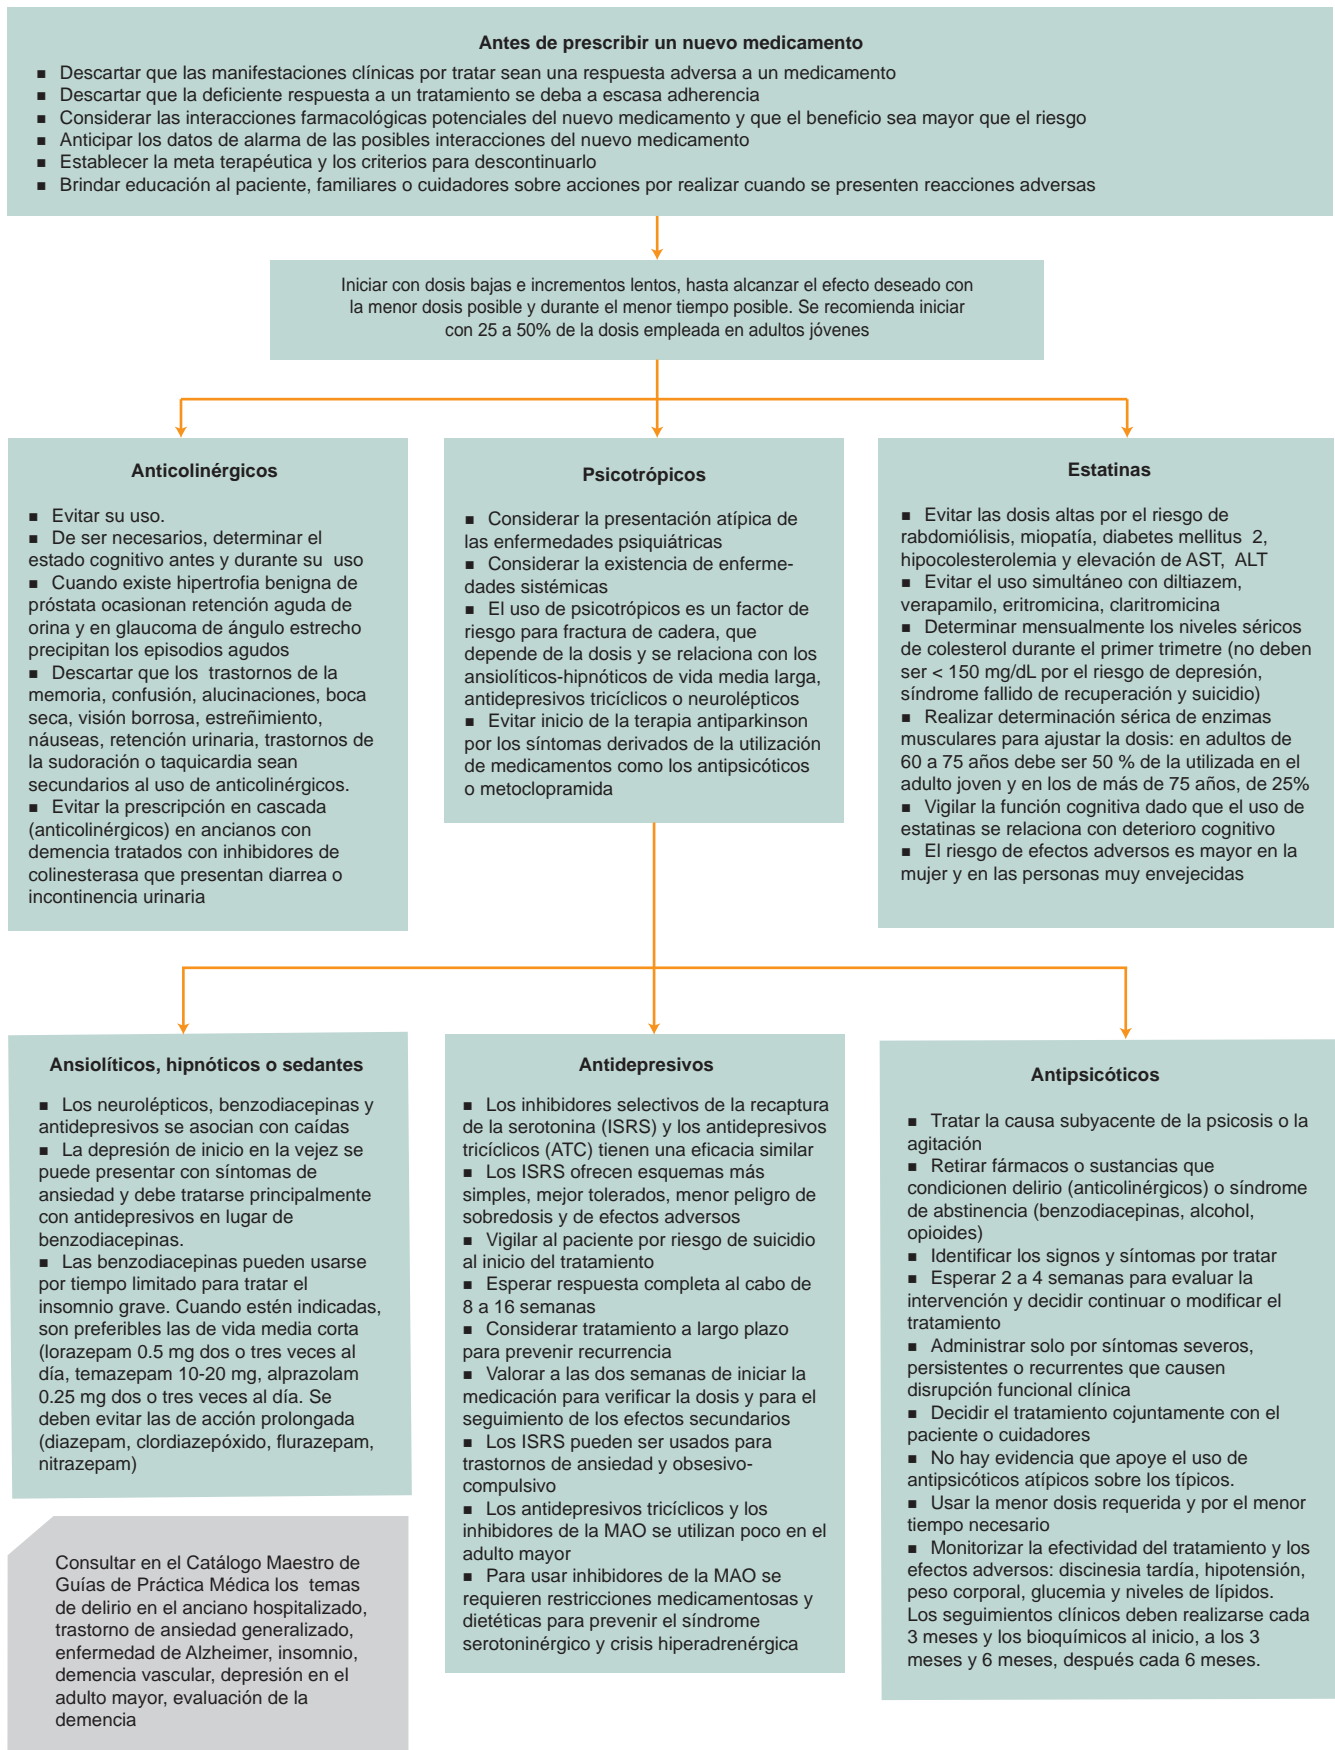 Antes de prescribir un nuevo medicamento
■ Descartar que las manifestaciones clínicas por tratar sean una respuesta adversa a un medicamento
■ Descartar que la deficiente respuesta a un tratamiento se deba a escasa adherencia
■ Considerar las interacciones farmacológicas potenciales del nuevo medicamento y que el beneficio sea mayor que el riesgo
■ Anticipar los datos de alarma de las posibles interacciones del nuevo medicamento
■ Establecer la meta terapéutica y los criterios para descontinuarlo
■ Brindar educación al paciente, familiares o cuidadores sobre acciones por realizar cuando se presenten reacciones adversas
Iniciar con dosis bajas e incrementos lentos, hasta alcanzar el efecto deseado con
la menor dosis posible y durante el menor tiempo posible. Se recomienda iniciar
con 25 a 50% de la dosis empleada en adultos jóvenes
Anticolinérgicos
■ Evitar su uso.
■ De ser necesarios, determinar el
estado cognitivo antes y durante su uso
■ Cuando existe hipertrofia benigna de
próstata ocasionan retención aguda de
orina y en glaucoma de ángulo estrecho
precipitan los episodios agudos
■ Descartar que los trastornos de la
memoria, confusión, alucinaciones, boca
seca, visión borrosa, estreñimiento,
náuseas, retención urinaria, trastornos de
la sudoración o taquicardia sean
secundarios al uso de anticolinérgicos.
■ Evitar la prescripción en cascada
(anticolinérgicos) en ancianos con
demencia tratados con inhibidores de
colinesterasa que presentan diarrea o
incontinencia urinaria
Psicotrópicos
■ Considerar la presentación atípica de
las enfermedades psiquiátricas
■ Considerar la existencia de enferme-
dades sistémicas
■ El uso de psicotrópicos es un factor de
riesgo para fractura de cadera, que
depende de la dosis y se relaciona con los
ansiolíticos-hipnóticos de vida media larga,
antidepresivos tricíclicos o neurolépticos
■ Evitar inicio de la terapia antiparkinson
por los síntomas derivados de la utilización
de medicamentos como los antipsicóticos
o metoclopramida
Estatinas
■ Evitar las dosis altas por el riesgo de
rabdomiólisis, miopatía, diabetes mellitus 2,
hipocolesterolemia y elevación de AST, ALT
■ Evitar el uso simultáneo con diltiazem,
verapamilo, eritromicina, claritromicina
■ Determinar mensualmente los niveles séricos
de colesterol durante el primer trimetre (no deben
ser < 150 mg/dL por el riesgo de depresión,
síndrome fallido de recuperación y suicidio)
■ Realizar determinación sérica de enzimas
musculares para ajustar la dosis: en adultos de
60 a 75 años debe ser 50 % de la utilizada en el
adulto joven y en los de más de 75 años, de 25%
■ Vigilar la función cognitiva dado que el uso de
estatinas se relaciona con deterioro cognitivo
■ El riesgo de efectos adversos es mayor en la
mujer y en las personas muy envejecidas
Ansiolíticos, hipnóticos o sedantes
■ Los neurolépticos, benzodiacepinas y
antidepresivos se asocian con caídas
■ La depresión de inicio en la vejez se
puede presentar con síntomas de
ansiedad y debe tratarse principalmente
con antidepresivos en lugar de
benzodiacepinas.
■ Las benzodiacepinas pueden usarse
por tiempo limitado para tratar el
insomnio grave. Cuando estén indicadas,
son preferibles las de vida media corta
(lorazepam 0.5 mg dos o tres veces al
día, temazepam 10-20 mg, alprazolam
0.25 mg dos o tres veces al día. Se
deben evitar las de acción prolongada
(diazepam, clordiazepóxido, flurazepam,
nitrazepam)
Antidepresivos
■ Los inhibidores selectivos de la recaptura
de la serotonina (ISRS) y los antidepresivos
tricíclicos (ATC) tienen una eficacia similar
■ Los ISRS ofrecen esquemas más
simples, mejor tolerados, menor peligro de
sobredosis y de efectos adversos
■ Vigilar al paciente por riesgo de suicidio
al inicio del tratamiento
■ Esperar respuesta completa al cabo de
8 a 16 semanas
■ Considerar tratamiento a largo plazo
para prevenir recurrencia
■ Valorar a las dos semanas de iniciar la
medicación para verificar la dosis y para el
seguimiento de los efectos secundarios
■ Los ISRS pueden ser usados para
trastornos de ansiedad y obsesivo-
compulsivo
■ Los antidepresivos tricíclicos y los
inhibidores de la MAO se utilizan poco en el
adulto mayor
■ Para usar inhibidores de la MAO se
requieren restricciones medicamentosas y
dietéticas para prevenir el síndrome
serotoninérgico y crisis hiperadrenérgica
Antipsicóticos
■ Tratar la causa subyacente de la psicosis o la
agitación
■ Retirar fármacos o sustancias que
condicionen delirio (anticolinérgicos) o síndrome
de abstinencia (benzodiacepinas, alcohol,
opioides)
■ Identificar los signos y síntomas por tratar
■ Esperar 2 a 4 semanas para evaluar la
intervención y decidir continuar o modificar el
tratamiento
■ Administrar solo por síntomas severos,
persistentes o recurrentes que causen
disrupción funcional clínica
■ Decidir el tratamiento cojuntamente con el
paciente o cuidadores
■ No hay evidencia que apoye el uso de
antipsicóticos atípicos sobre los típicos.
■ Usar la menor dosis requerida y por el menor
tiempo necesario
■ Monitorizar la efectividad del tratamiento y los
efectos adversos: discinesia tardía, hipotensión,
peso corporal, glucemia y niveles de lípidos.
Los seguimientos clínicos deben realizarse cada
3 meses y los bioquímicos al inicio, a los 3
meses y 6 meses, después cada 6 meses.
Consultar en el Catálogo Maestro de
Guías de Práctica Médica los temas
de delirio en el anciano hospitalizado,
trastorno de ansiedad generalizado,
enfermedad de Alzheimer, insomnio,
demencia vascular, depresión en el
adulto mayor, evaluación de la
demencia